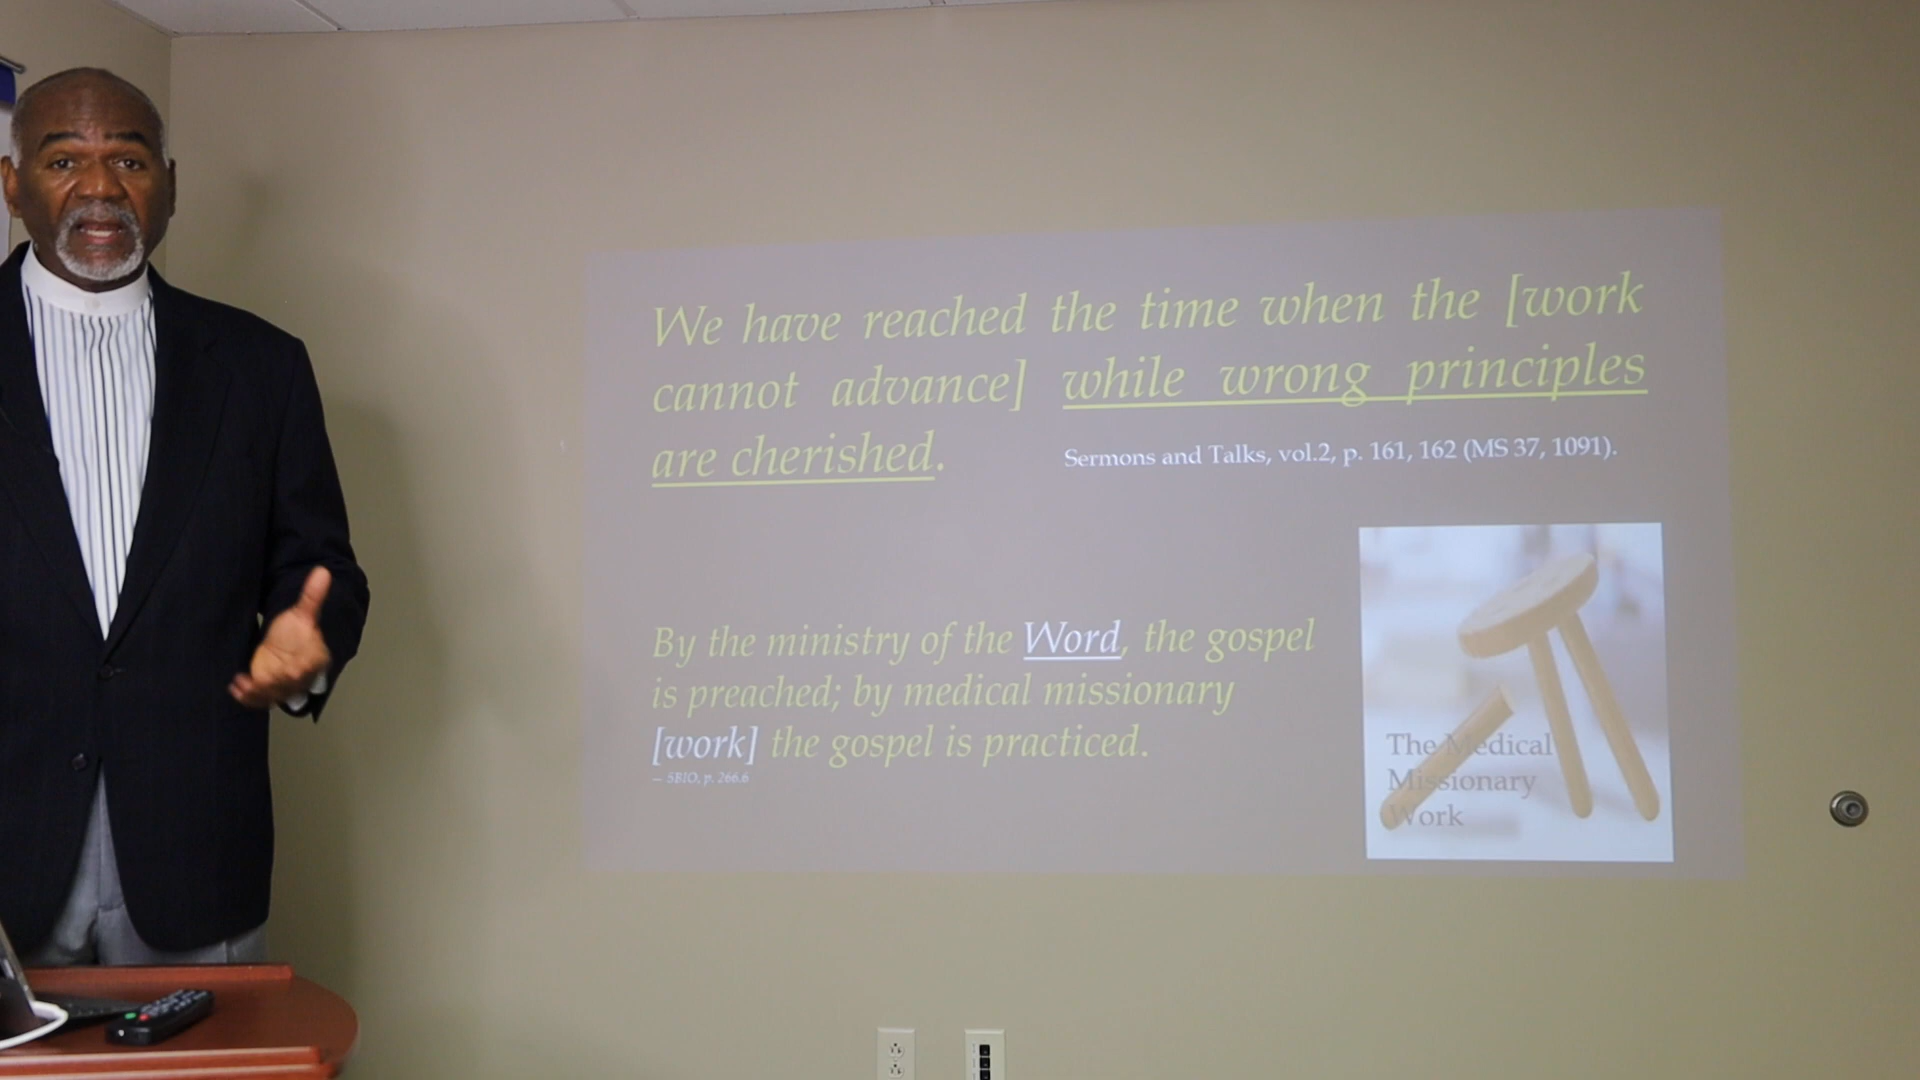 We have reached the time when the [work
cannot advance] while wrong principles
are cherished.
Sermons and Talks, vol.2, p. 161, 162 (MS 37, 1091).
By the ministry of the Word, the gospel
is preached; by medical missionary
[work] the gospel is practiced.
— 5BIO, p. 266.6
The Medical
Missionary
Work